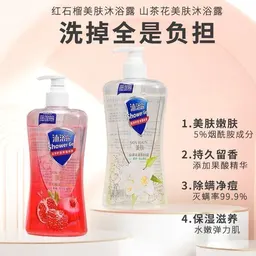 红石榴美肤沐浴露 山茶花美肤沐浴露
洗掉全是负担
Shower Gel
1.美肤嫩肤
5%烟酰胺成分
2.持久留香
添加果酸精华
3.除螨净痘
灭螨率99.9%
4.保湿滋养
水嫩弹力肌